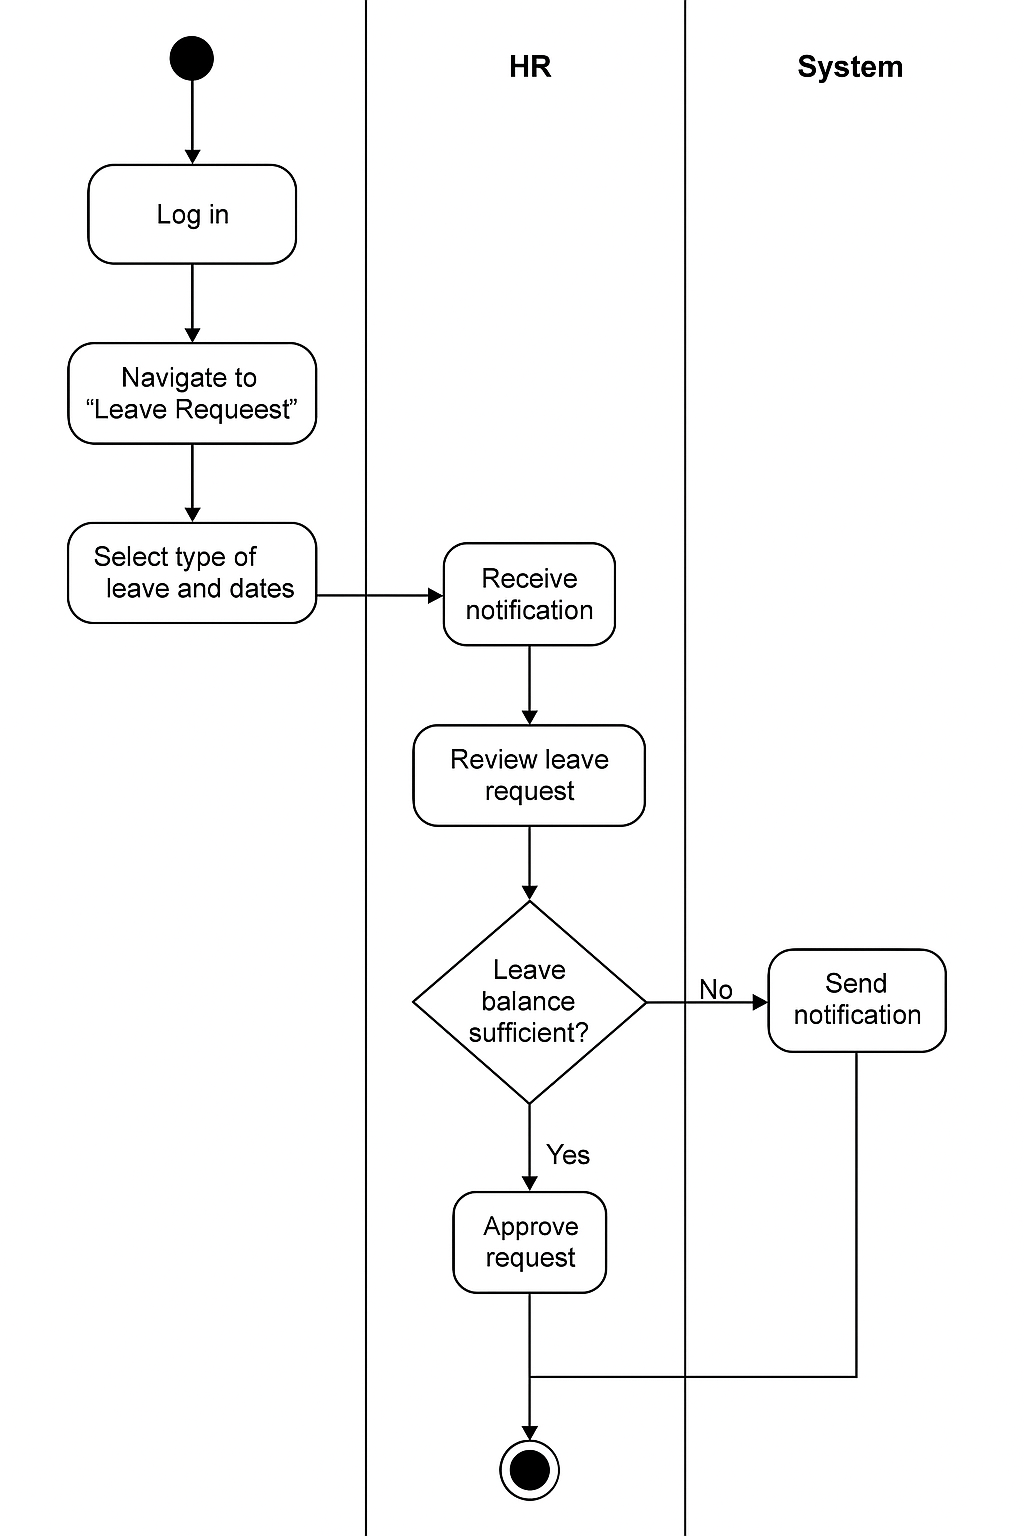 HR
System
Log in
Navigate to
“Leave Requeest”
Select type of
leave and dates
Receive
notification
Review leave
request
Leave
balance
sufficient?
No
Send
notification
Yes
Approve
request